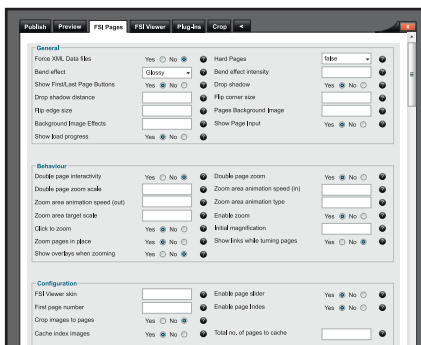 Publish Preview FSI Pages FSI Viewer Plug-Ins Crop <
General
Force XML Data files Yes No ? Hard Pages false ?
Bend effect Glossy ? Bend effect intensity ?
Show First/Last Page Buttons Yes No ? Drop shadow Yes No ?
Drop shadow distance ? Flip corner size ?
Flip edge size ? Pages Background Image ?
Background Image Effects ? Show Page Input Yes No ?
Show load progress Yes No ?
Behaviour
Double page interactivity Yes No ? Double page zoom Yes No ?
Double page zoom scale ? Zoom area animation speed (in) ?
Zoom area animation speed (out) ? Zoom area animation type ?
Zoom area target scale ? Enable zoom Yes No ?
Click to zoom Yes No ? Initial magnification ?
Zoom pages in place Yes No ? Show links while turning pages Yes No ?
Show overlays when zooming Yes No ?
Configuration
FSI Viewer skin ? Enable page slider Yes No ?
First page number ? Enable page Index Yes No ?
Crop images to pages Yes No ?
Cache index images Yes No ? Total no. of pages to cache ?